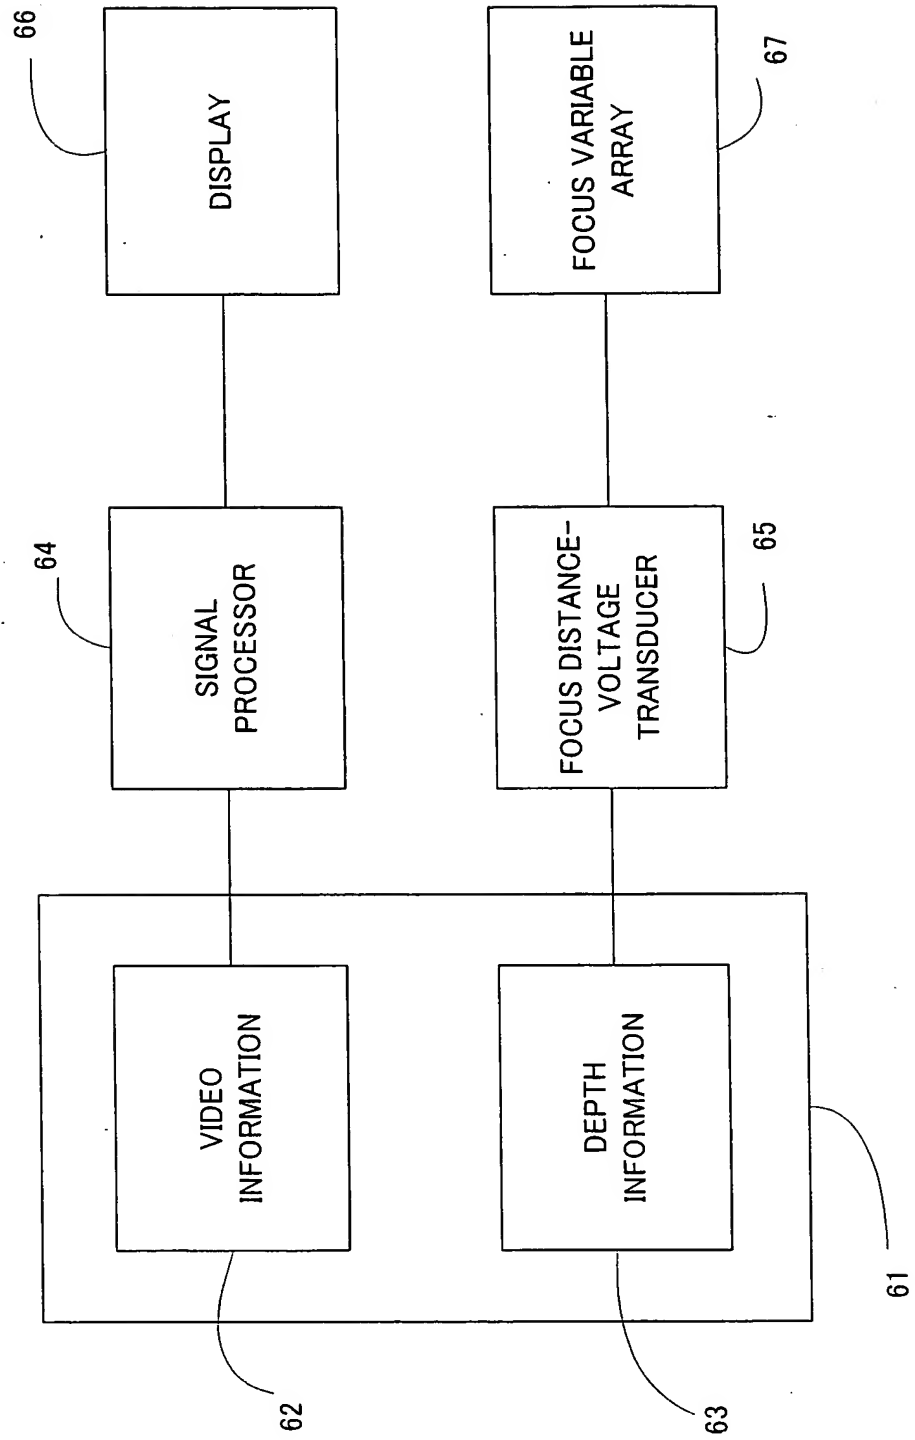 66
DISPLAY
67
FOCUS VARIABLE
ARRAY
64
SIGNAL
PROCESSOR
65
FOCUS DISTANCE-
VOLTAGE
TRANSDUCER
62
VIDEO
INFORMATION
63
DEPTH
INFORMATION
61